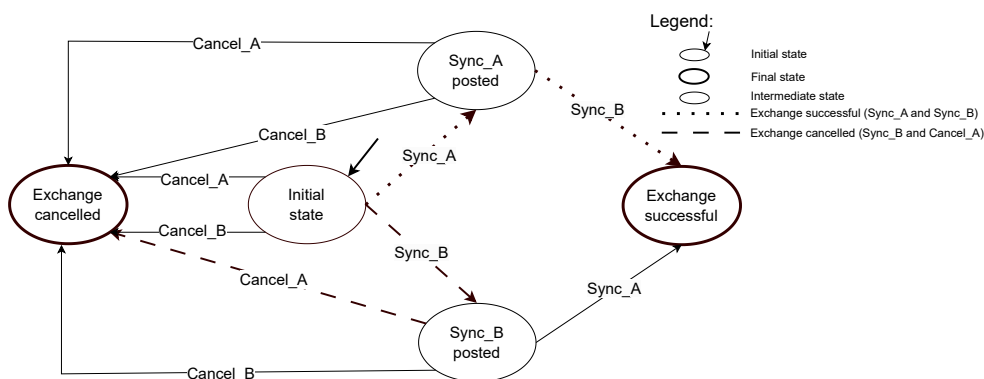 Legend:
Initial state
Final state
Intermediate state
Exchange successful (Sync_A and Sync_B)
Exchange cancelled (Sync_B and Cancel_A)
Cancel_A
Sync_A
posted
Sync_B
Cancel_B
Sync_A
Cancel_A
Exchange
cancelled
Initial
state
Exchange
successful
Cancel_B
Sync_B
Cancel_A
Sync_A
Sync_B
posted
Cancel_B